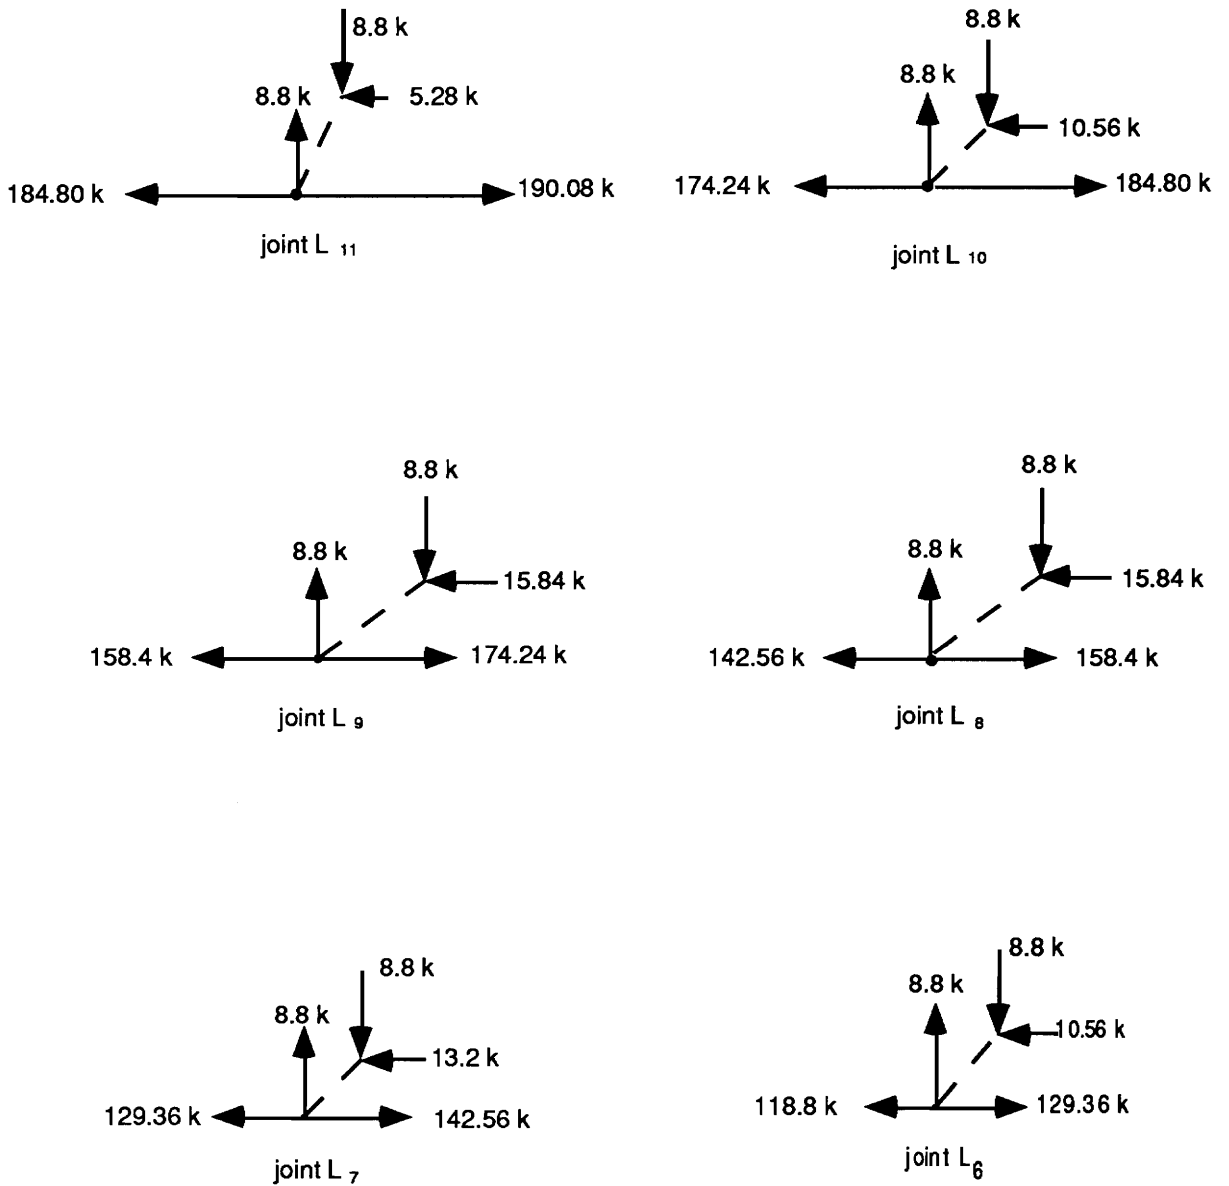 8.8 k
8.8 k
5.28 k
184.80 k
190.08 k
joint L 11
8.8 k
8.8 k
10.56 k
174.24 k
184.80 k
joint L 10
8.8 k
8.8 k
15.84 k
158.4 k
174.24 k
joint L 9
8.8 k
8.8 k
15.84 k
142.56 k
158.4 k
joint L 8
8.8 k
8.8 k
13.2 k
129.36 k
142.56 k
joint L 7
8.8 k
8.8 k
10.56 k
118.8 k
129.36 k
joint L6